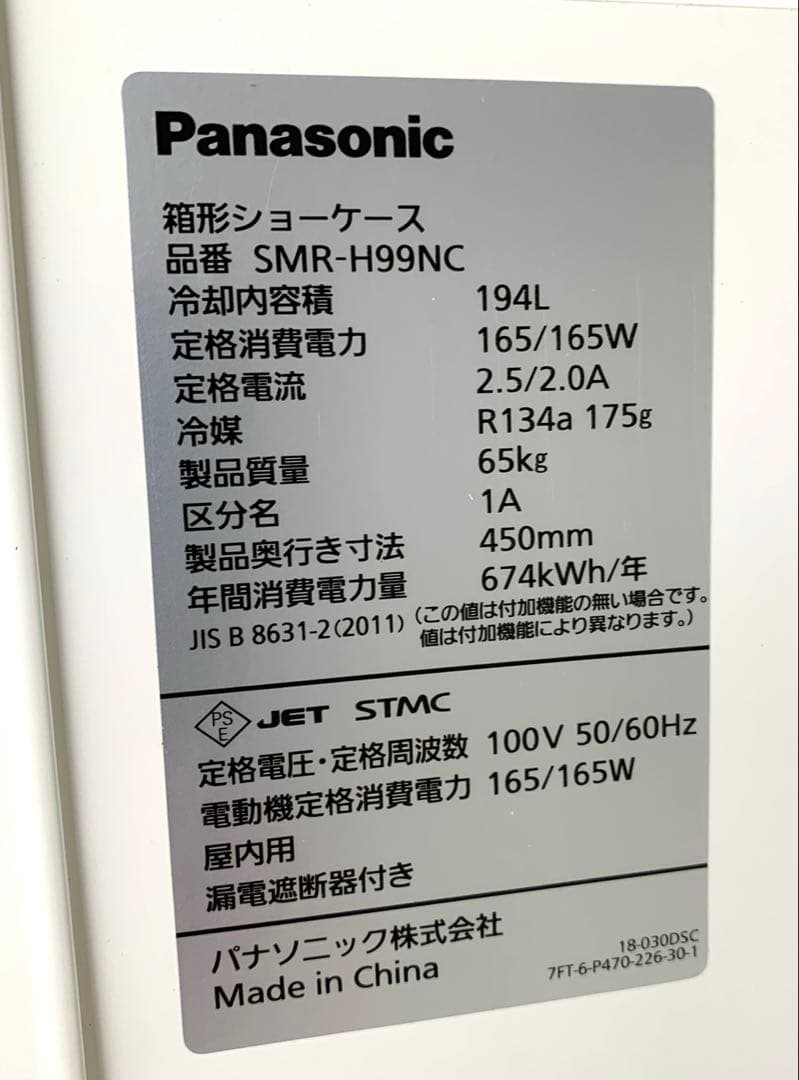 Panasonic
箱形ショーケース
品番 SMR-H99NC
冷却内容積 194L
定格消費電力 165/165W
定格電流 2.5/2.0A
冷媒 R134a 175g
製品質量 65kg
区分名 1A
製品奥行き寸法 450mm
年間消費電力量 674kWh/年
JIS B 8631-2(2011) (この値は付加機能の無い場合です。
値は付加機能により異なります。)
PS
E JET STMC
定格電圧・定格周波数 100V 50/60Hz
電動機定格消費電力 165/165W
屋内用
漏電遮断器付き
パナソニック株式会社
Made in China
18-030DSC
7FT-6-P470-226-30-1